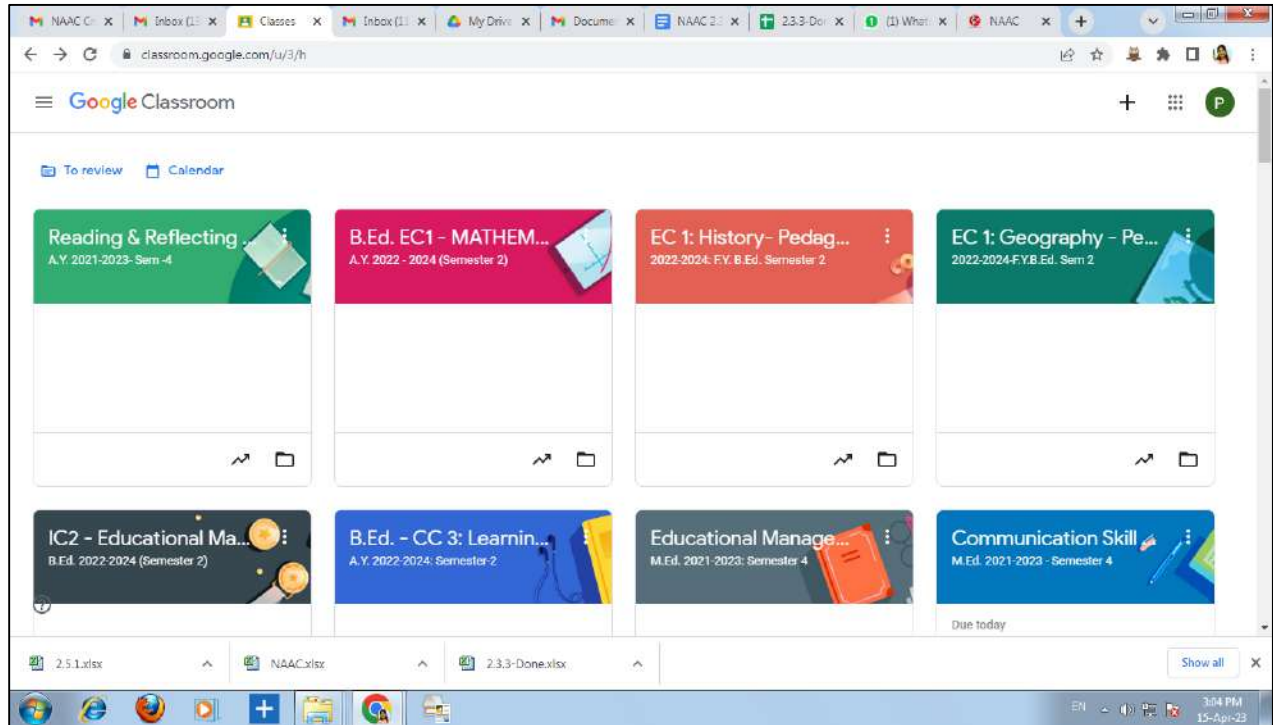 NAAC Cr
Inbox (13
Classes
Inbox (11
My Drive
Docume
NAAC 2.
2.3.3-Do
(1) What
NAAC
classroom.google.com/u/3/h
Google Classroom
P
To review
Calendar
Reading & Reflecting ...
A.Y. 2021-2023- Sem -4
B.Ed. EC1 - MATHEM...
A.Y. 2022 - 2024 (Semester 2)
EC 1: History- Pedag...
2022-2024: F.Y. B.Ed. Semester 2
EC 1: Geography - Pe...
2022-2024-F.Y.B.Ed. Sem 2
IC2 - Educational Ma...
B.Ed. 2022-2024 (Semester 2)
B.Ed. - CC 3: Learnin...
A.Y. 2022-2024: Semester-2
Educational Manage...
M.Ed. 2021-2023: Semester 4
Communication Skill
M.Ed. 2021-2023 - Semester 4
Due today
2.5.1.xlsx
NAAC.xlsx
2.3.3-Done.xlsx
Show all
EN
3:04 PM
15-Apr-23